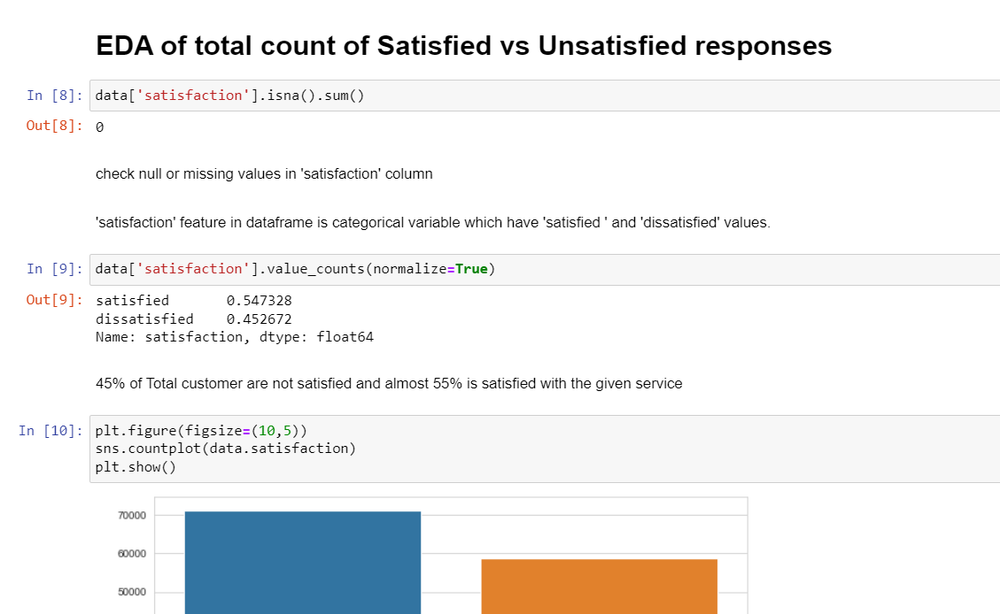 EDA of total count of Satisfied vs Unsatisfied responses
In [8]: data['satisfaction'].isna().sum()
Out[8]: 0
check null or missing values in 'satisfaction' column
'satisfaction' feature in dataframe is categorical variable which have 'satisfied ' and 'dissatisfied' values.
In [9]: data['satisfaction'].value_counts(normalize=True)
Out[9]: satisfied 0.547328
dissatisfied 0.452672
Name: satisfaction, dtype: float64
45% of Total customer are not satisfied and almost 55% is satisfied with the given service
In [10]: plt.figure(figsize=(10,5))
sns.countplot(data.satisfaction)
plt.show()
70000
60000
50000